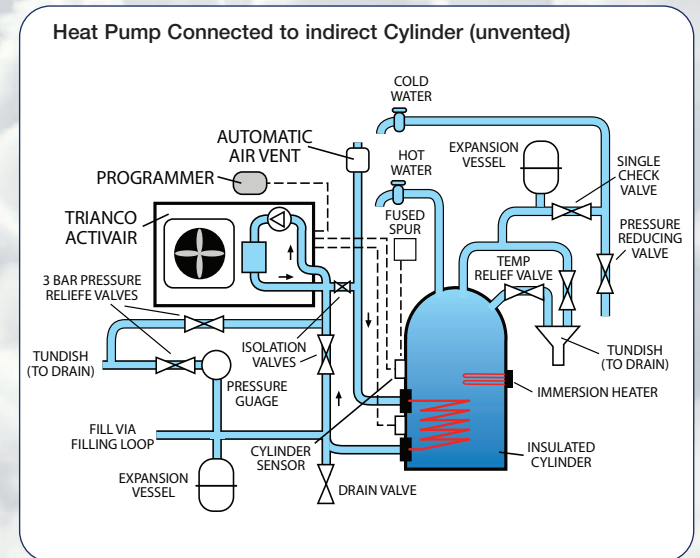 Heat Pump Connected to indirect Cylinder (unvented)
COLD
WATER
AUTOMATIC
AIR VENT
HOT
WATER
EXPANSION
VESSEL
SINGLE
CHECK
VALVE
PROGRAMMER
FUSED
SPUR
TRIANCO
ACTIVAIR
PRESSURE
REDUCING
VALVE
TEMP
RELIEF VALVE
3 BAR PRESSURE
RELIEFE VALVES
ISOLATION
VALVES
TUNDISH
(TO DRAIN)
TUNDISH
(TO DRAIN)
PRESSURE
GUAGE
IMMERSION HEATER
FILL VIA
FILLING LOOP
CYLINDER
SENSOR
INSULATED
CYLINDER
EXPANSION
VESSEL
DRAIN VALVE